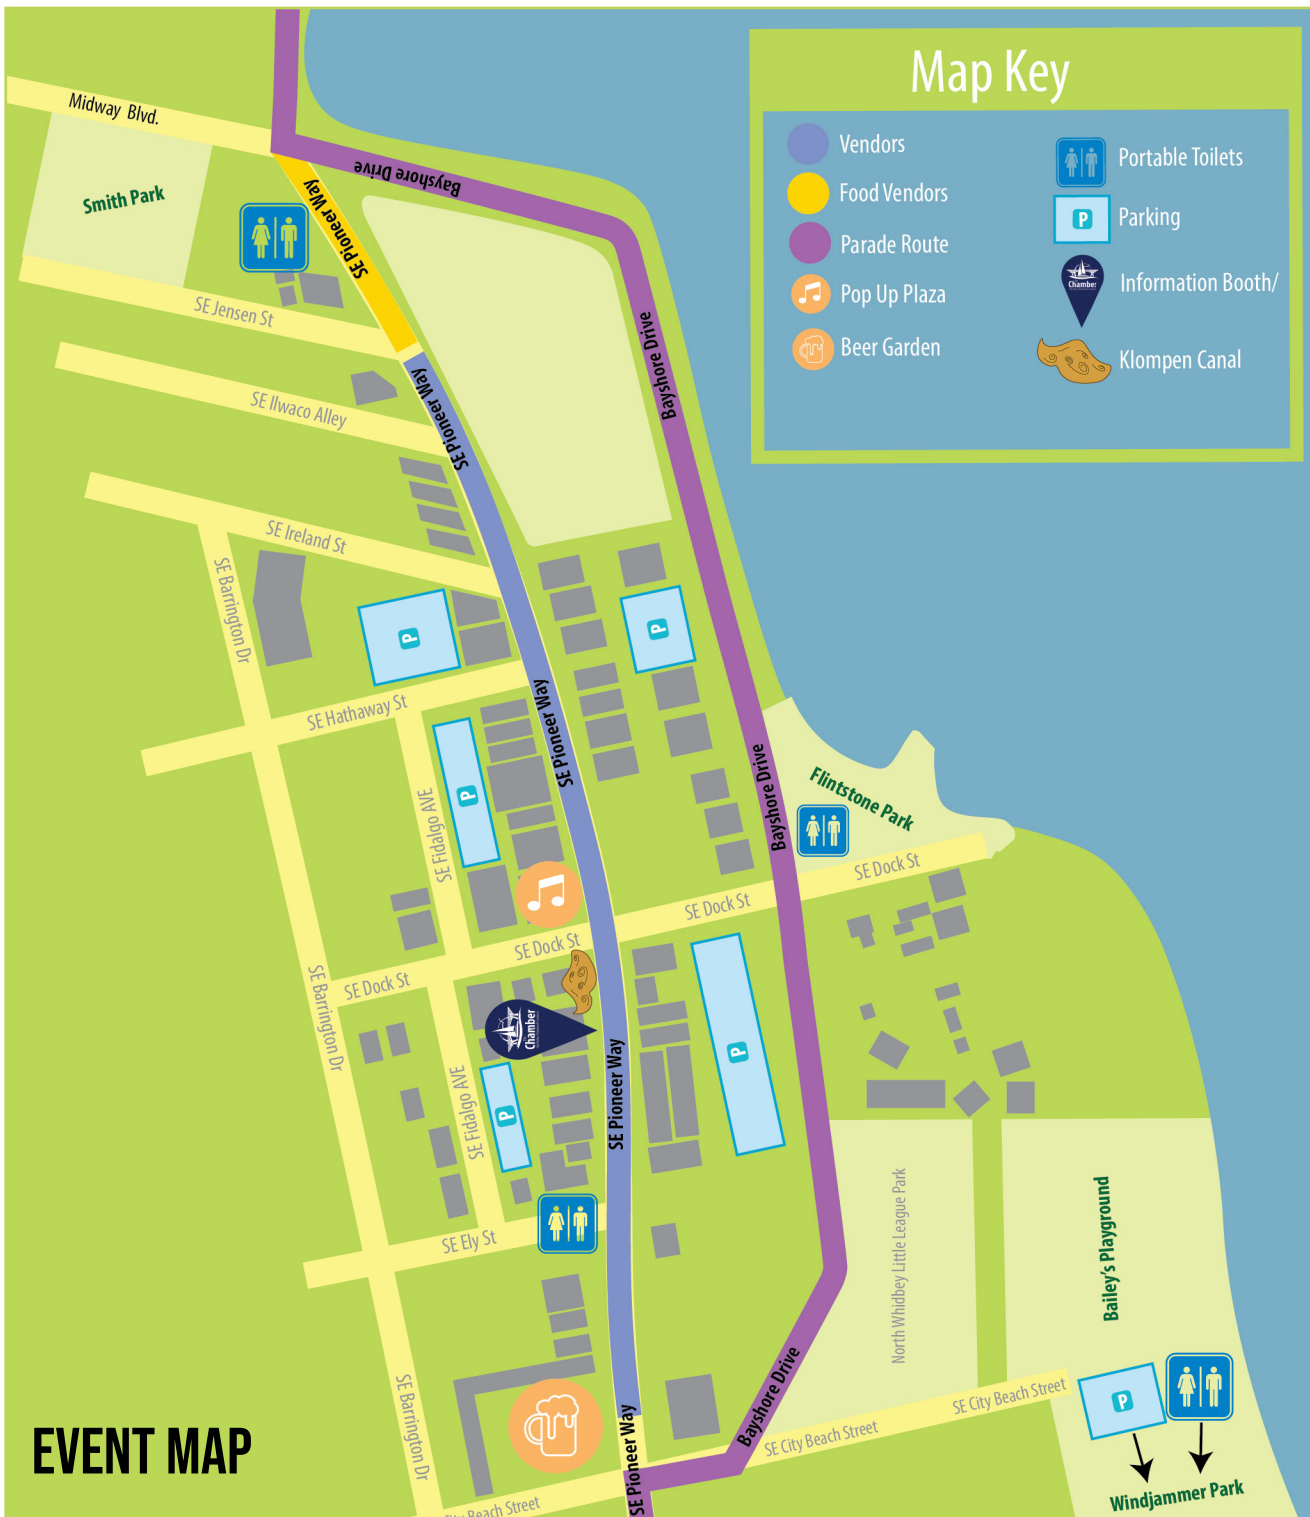 Map Key
Vendors
Food Vendors
Parade Route
Pop Up Plaza
Beer Garden
Portable Toilets
P
Parking
Chamber
Information Booth/
Klompen Canal
Midway Blvd.
Smith Park
Bayshore Drive
SE Pioneer Way
SE Jensen St
SE Ilwaco Alley
SE Pioneer Way
Bayshore Drive
SE Ireland St
SE Barrington Dr
P
P
SE Hathaway St
SE Pioneer Way
P
SE Fidalgo AVE
Bayshore Drive
Flintstone Park
SE Dock St
SE Dock St
SE Dock St
SE Dock St
SE Barrington Dr
Chamber
P
SE Pioneer Way
SE Fidalgo AVE
P
SE Ely St
North Whidbey Little League Park
Bailey's Playground
SE Barrington Dr
Bayshore Drive
SE City Beach Street
SE City Beach Street
P
SE Pioneer Way
City Beach Street
Windjammer Park
EVENT MAP